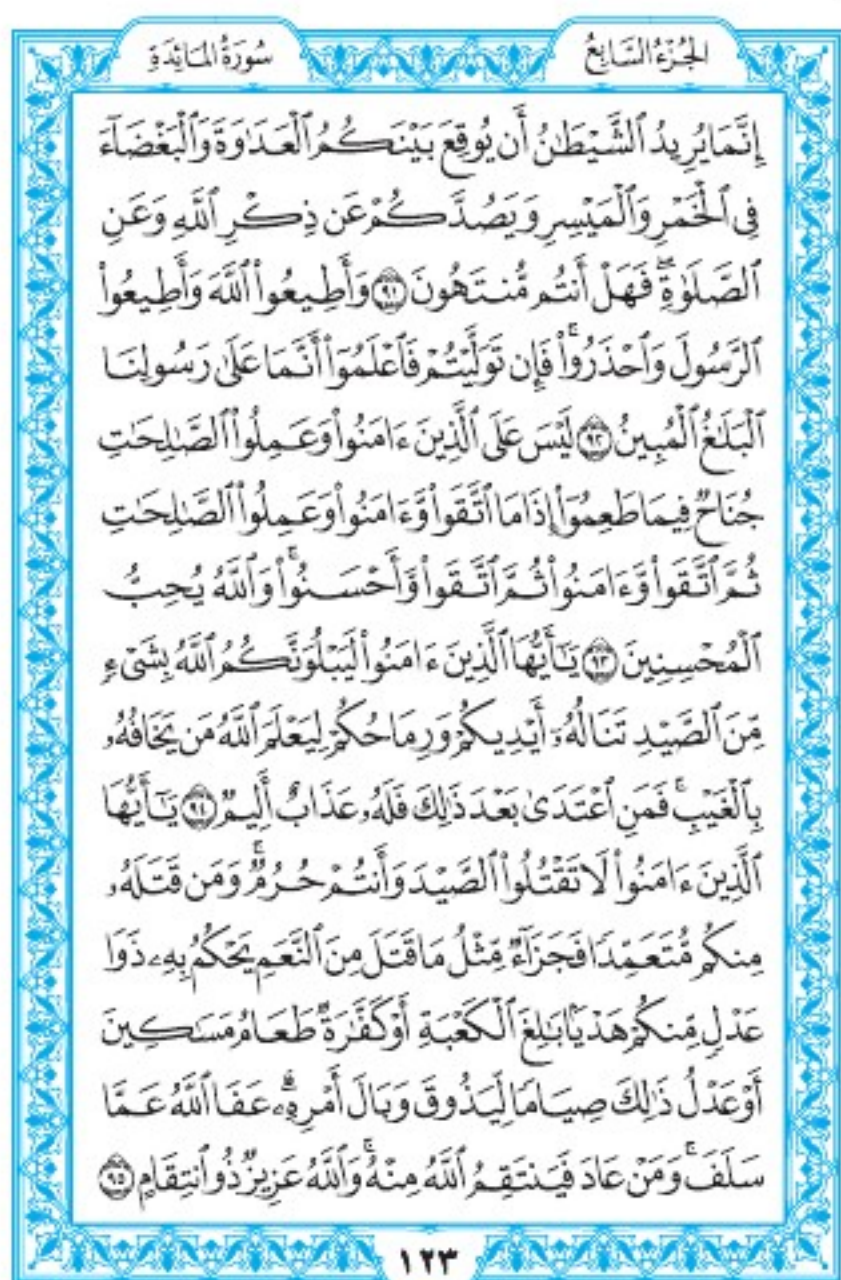 الجُزْءُ السَّابِعُ
سُورَةُ المَائِدَةِ
إِنَّمَا يُرِيدُ ٱلشَّيْطَٰنُ أَن يُوقِعَ بَيْنَكُمُ ٱلْعَدَٰوَةَ وَٱلْبَغْضَآءَ
فِى ٱلْخَمْرِ وَٱلْمَيْسِرِ وَيَصُدَّكُمْ عَن ذِكْرِ ٱللَّهِ وَعَنِ
ٱلصَّلَوٰةِۖ فَهَلْ أَنتُم مُّنتَهُونَ ۝٩١ وَأَطِيعُوا۟ ٱللَّهَ وَأَطِيعُوا۟
ٱلرَّسُولَ وَٱحْذَرُوا۟ۚ فَإِن تَوَلَّيْتُمْ فَٱعْلَمُوٓا۟ أَنَّمَا عَلَىٰ رَسُولِنَا
ٱلْبَلَٰغُ ٱلْمُبِينُ ۝٩٢ لَيْسَ عَلَى ٱلَّذِينَ ءَامَنُوا۟ وَعَمِلُوا۟ ٱلصَّٰلِحَٰتِ
جُنَاحٌ فِيمَا طَعِمُوٓا۟ إِذَا مَا ٱتَّقَوا۟ وَّءَامَنُوا۟ وَعَمِلُوا۟ ٱلصَّٰلِحَٰتِ
ثُمَّ ٱتَّقَوا۟ وَّءَامَنُوا۟ ثُمَّ ٱتَّقَوا۟ وَّأَحْسَنُوا۟ۚ وَٱللَّهُ يُحِبُّ
ٱلْمُحْسِنِينَ ۝٩٣ يَٰٓأَيُّهَا ٱلَّذِينَ ءَامَنُوا۟ لَيَبْلُوَنَّكُمُ ٱللَّهُ بِشَىْءٍ
مِّنَ ٱلصَّيْدِ تَنَالُهُۥٓ أَيْدِيكُمْ وَرِمَاحُكُمْ لِيَعْلَمَ ٱللَّهُ مَن يَخَافُهُۥ
بِٱلْغَيْبِۚ فَمَنِ ٱعْتَدَىٰ بَعْدَ ذَٰلِكَ فَلَهُۥ عَذَابٌ أَلِيمٌ ۝٩٤ يَٰٓأَيُّهَا
ٱلَّذِينَ ءَامَنُوا۟ لَا تَقْتُلُوا۟ ٱلصَّيْدَ وَأَنتُمْ حُرُمٌۚ وَمَن قَتَلَهُۥ
مِنكُم مُّتَعَمِّدًا فَجَزَآءٌ مِّثْلُ مَا قَتَلَ مِنَ ٱلنَّعَمِ يَحْكُمُ بِهِۦ ذَوَا
عَدْلٍ مِّنكُمْ هَدْيًۢا بَٰلِغَ ٱلْكَعْبَةِ أَوْ كَفَّٰرَةٌ طَعَامُ مَسَٰكِينَ
أَوْ عَدْلُ ذَٰلِكَ صِيَامًا لِّيَذُوقَ وَبَالَ أَمْرِهِۦۗ عَفَا ٱللَّهُ عَمَّا
سَلَفَۚ وَمَنْ عَادَ فَيَنتَقِمُ ٱللَّهُ مِنْهُۚ وَٱللَّهُ عَزِيزٌ ذُو ٱنتِقَامٍ ۝٩٥
١٢٣